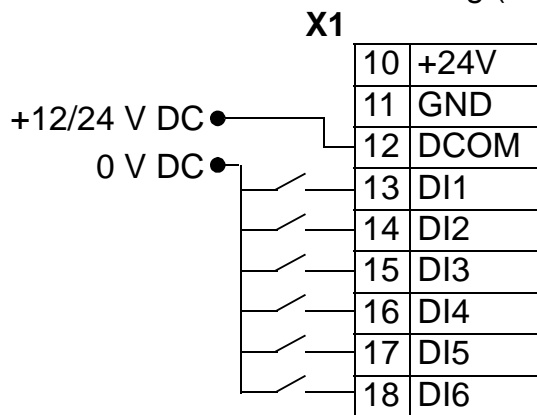 X1
10 +24V
11 GND
+12/24 V DC
12 DCOM
0 V DC
13 DI1
14 DI2
15 DI3
16 DI4
17 DI5
18 DI6